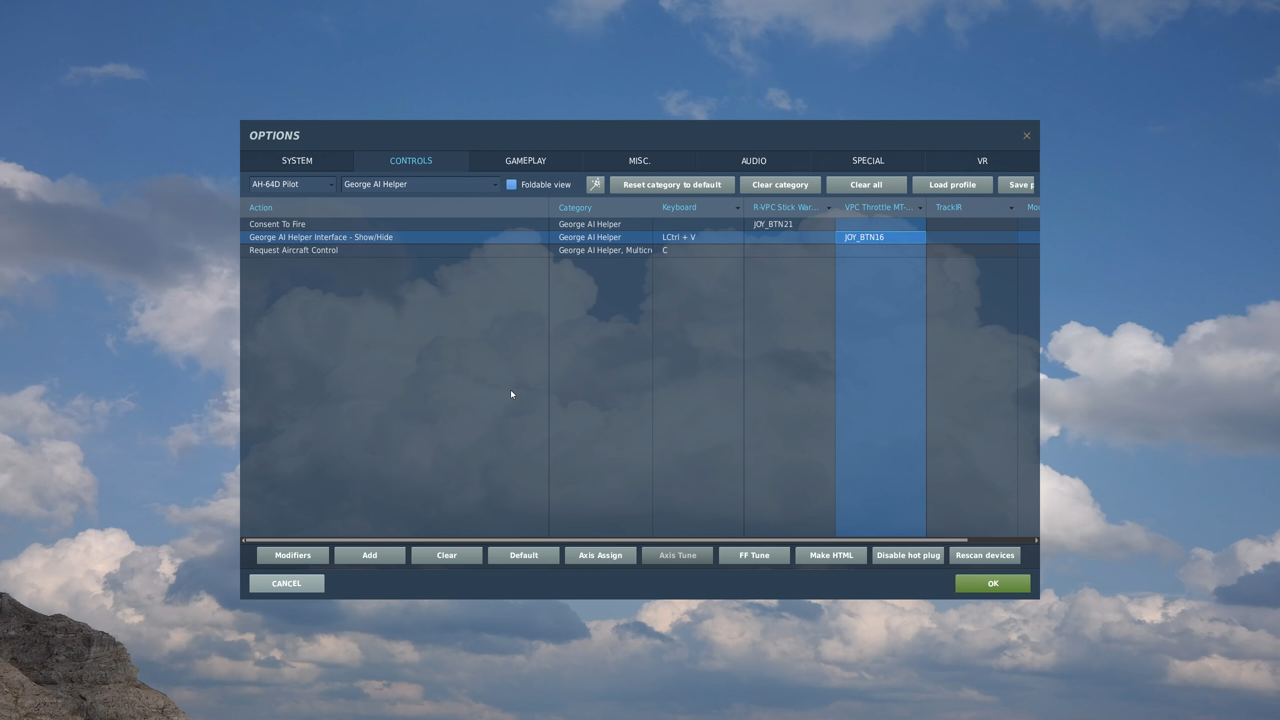 OPTIONS
SYSTEM CONTROLS GAMEPLAY MISC. AUDIO SPECIAL VR
AH-64D Pilot George AI Helper Foldable view Reset category to default Clear category Clear all Load profile Save p
Action Category Keyboard R-VPC Stick War... VPC Throttle MT-... TrackIR Mou
Consent To Fire George AI Helper JOY_BTN21
George AI Helper Interface - Show/Hide George AI Helper LCtrl + V JOY_BTN16
Request Aircraft Control George AI Helper, Multicr C
Modifiers Add Clear Default Axis Assign Axis Tune FF Tune Make HTML Disable hot plug Rescan devices
CANCEL OK